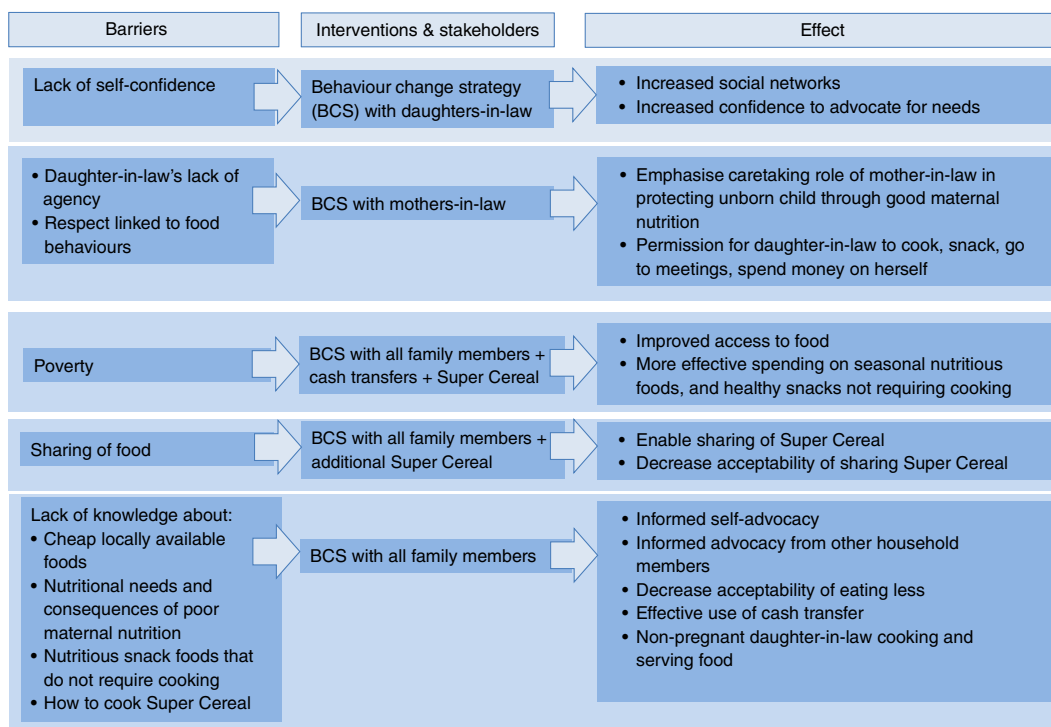 Barriers
Interventions & stakeholders
Effect
Lack of self-confidence
Behaviour change strategy
(BCS) with daughters-in-law
• Increased social networks
• Increased confidence to advocate for needs
• Daughter-in-law's lack of
agency
• Respect linked to food
behaviours
BCS with mothers-in-law
• Emphasise caretaking role of mother-in-law in
protecting unborn child through good maternal
nutrition
• Permission for daughter-in-law to cook, snack, go
to meetings, spend money on herself
Poverty
BCS with all family members +
cash transfers + Super Cereal
• Improved access to food
• More effective spending on seasonal nutritious
foods, and healthy snacks not requiring cooking
Sharing of food
BCS with all family members +
additional Super Cereal
• Enable sharing of Super Cereal
• Decrease acceptability of sharing Super Cereal
Lack of knowledge about:
• Cheap locally available
foods
• Nutritional needs and
consequences of poor
maternal nutrition
• Nutritious snack foods that
do not require cooking
• How to cook Super Cereal
BCS with all family members
• Informed self-advocacy
• Informed advocacy from other household
members
• Decrease acceptability of eating less
• Effective use of cash transfer
• Non-pregnant daughter-in-law cooking and
serving food